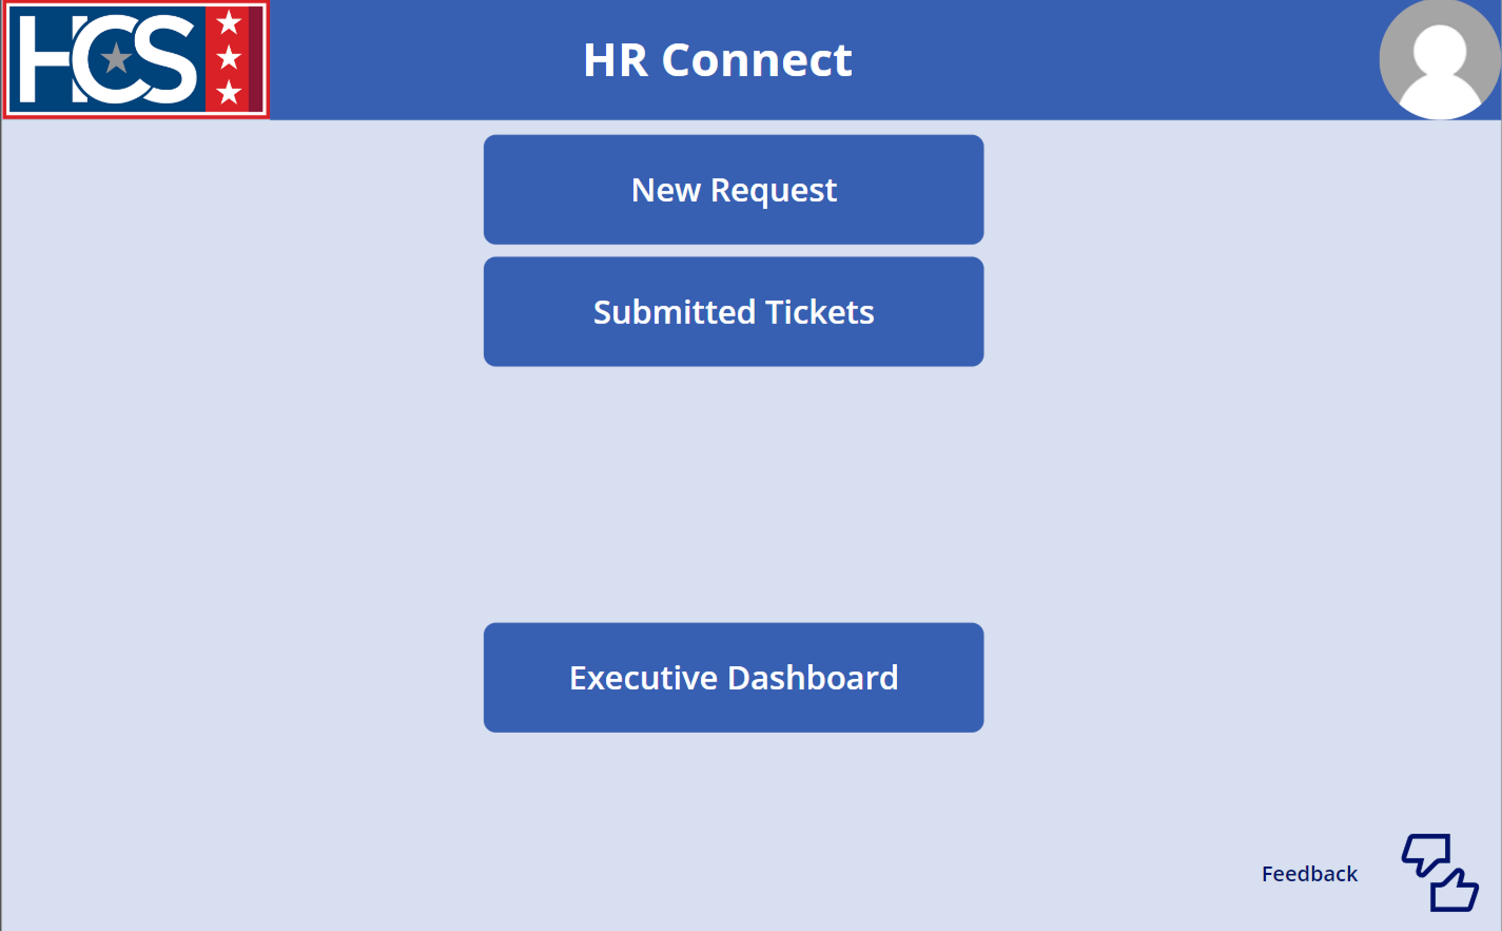 HCS
HR Connect
New Request
Submitted Tickets
Executive Dashboard
Feedback